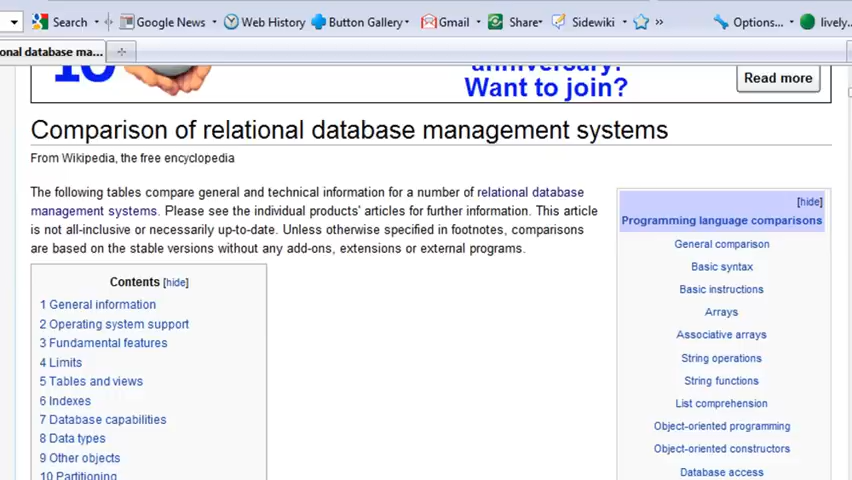 Search Google News Web History Button Gallery Gmail Share Sidewiki » Options... lively.
onal database ma...
10
anniversary!
Want to join?
Read more
Comparison of relational database management systems
From Wikipedia, the free encyclopedia
The following tables compare general and technical information for a number of relational database
management systems. Please see the individual products' articles for further information. This article
is not all-inclusive or necessarily up-to-date. Unless otherwise specified in footnotes, comparisons
are based on the stable versions without any add-ons, extensions or external programs.
Contents [hide]
1 General information
2 Operating system support
3 Fundamental features
4 Limits
5 Tables and views
6 Indexes
7 Database capabilities
8 Data types
9 Other objects
10 Partitioning
[hide]
Programming language comparisons
General comparison
Basic syntax
Basic instructions
Arrays
Associative arrays
String operations
String functions
List comprehension
Object-oriented programming
Object-oriented constructors
Database access